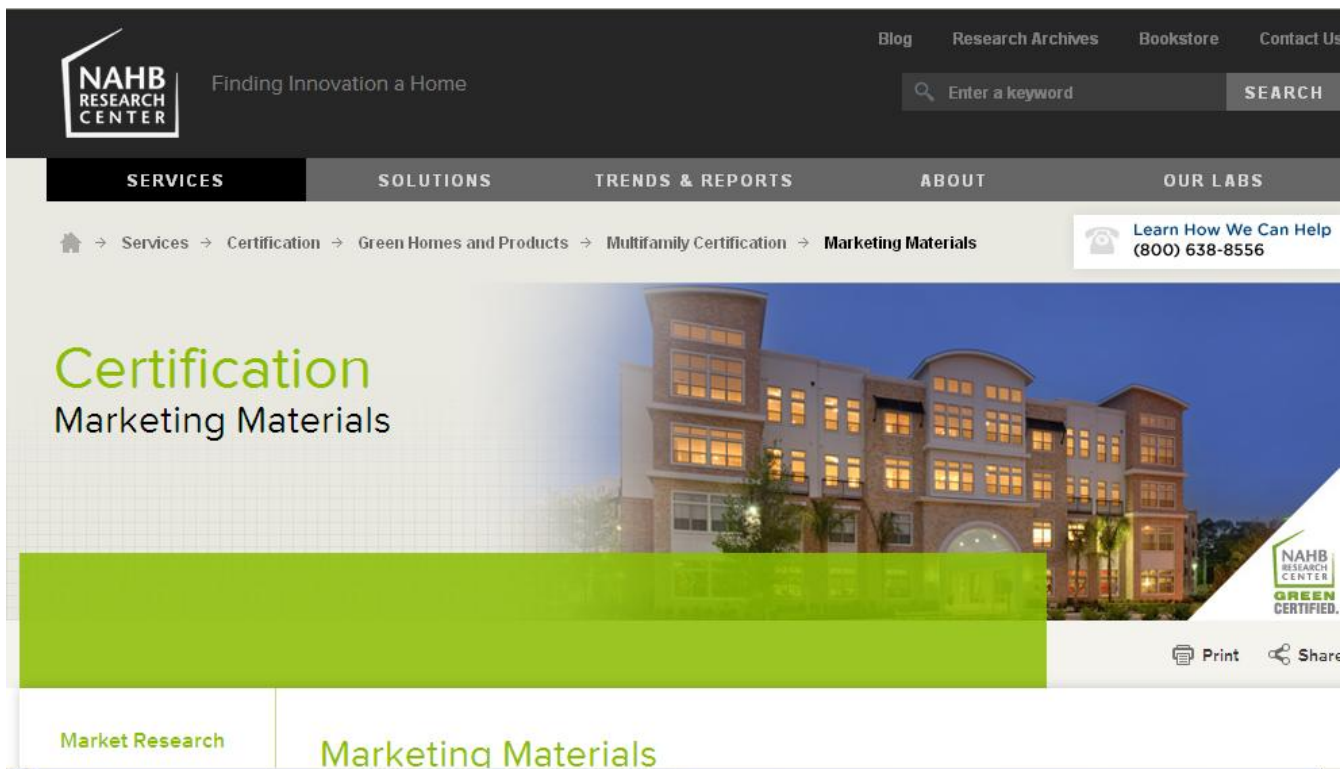 Blog Research Archives Bookstore Contact Us
NAHB
RESEARCH
CENTER
Finding Innovation a Home
Enter a keyword SEARCH
SERVICES SOLUTIONS TRENDS & REPORTS ABOUT OUR LABS
→ Services → Certification → Green Homes and Products → Multifamily Certification → Marketing Materials
Learn How We Can Help
(800) 638-8556
Certification
Marketing Materials
NAHB
RESEARCH
CENTER
GREEN
CERTIFIED.
Print Share
Market Research
Marketing Materials